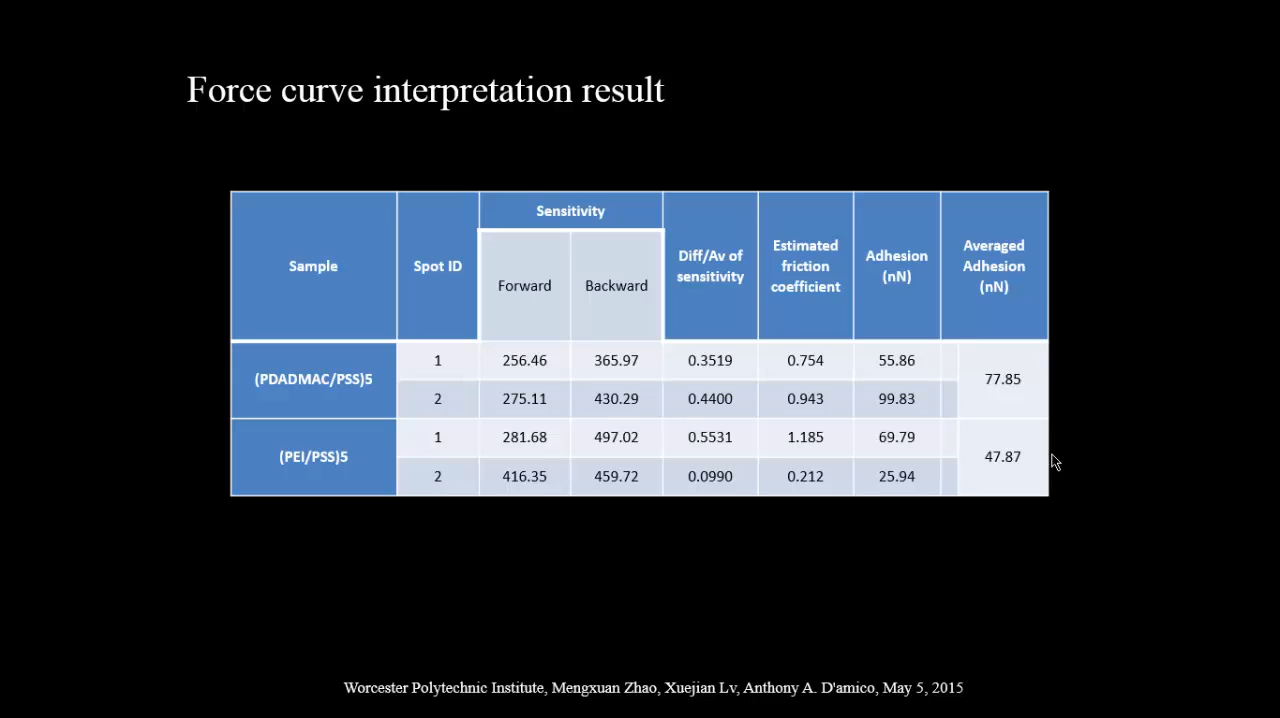 Force curve interpretation result
Sample Spot ID Sensitivity Diff/Av of sensitivity Estimated friction coefficient Adhesion (nN) Averaged Adhesion (nN)
Forward Backward
(PDADMAC/PSS)5 1 256.46 365.97 0.3519 0.754 55.86 77.85
2 275.11 430.29 0.4400 0.943 99.83
(PEI/PSS)5 1 281.68 497.02 0.5531 1.185 69.79 47.87
2 416.35 459.72 0.0990 0.212 25.94
Worcester Polytechnic Institute, Mengxuan Zhao, Xuejian Lv, Anthony A. D'amico, May 5, 2015